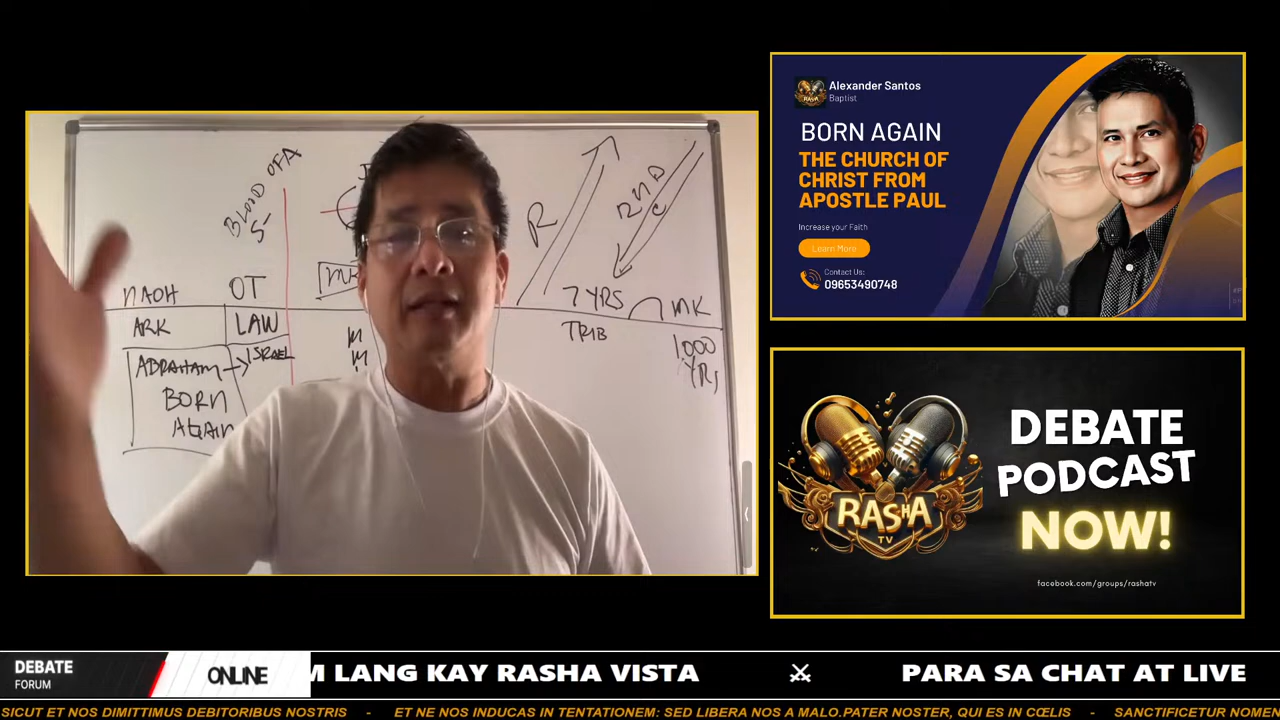 BLOOD OF A
5-
NAOH
OT
ARK
LAW
ABRAHAM
ISRAEL
BORN
AGAIN
R
2ND
C
7 YRS
MK
TRIB
1,000
YRS
Alexander Santos
Baptist
RASHA
BORN AGAIN
THE CHURCH OF
CHRIST FROM
APOSTLE PAUL
Increase your Faith
Learn More
Contact Us:
09653490748
RASHA
TV
DEBATE
PODCAST
NOW!
facebook.com/groups/rashatv
DEBATE
FORUM
ONLINE
M LANG KAY RASHA VISTA ⚔ PARA SA CHAT AT LIVE
SICUT ET NOS DIMITTIMUS DEBITORIBUS NOSTRIS - ET NE NOS INDUCAS IN TENTATIONEM: SED LIBERA NOS A MALO.PATER NOSTER, QUI ES IN CŒLIS - SANCTIFICETUR NOMEN